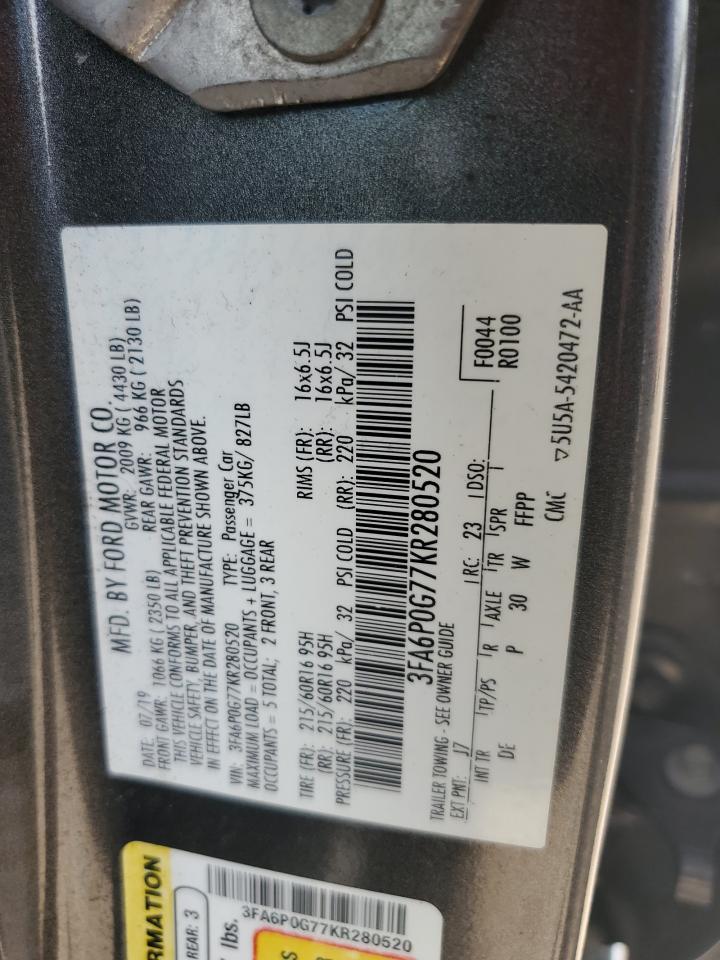 MFD. BY FORD MOTOR CO.
DATE: 07/19 GVWR: 2009 KG ( 4430 LB)
FRONT GAWR: 1066 KG ( 2350 LB) REAR GAWR: 966 KG ( 2130 LB)
THIS VEHICLE CONFORMS TO ALL APPLICABLE FEDERAL MOTOR
VEHICLE SAFETY, BUMPER, AND THEFT PREVENTION STANDARDS
IN EFFECT ON THE DATE OF MANUFACTURE SHOWN ABOVE.
VIN: 3FA6P0G77KR280520 TYPE: Passenger Car
MAXIMUM LOAD = OCCUPANTS + LUGGAGE = 375KG/ 827LB
OCCUPANTS = 5 TOTAL; 2 FRONT, 3 REAR
TIRE (FR): 215/60R16 95H RIMS (FR): 16x6.5J
(RR): 215/60R16 95H (RR): 16x6.5J
PRESSURE (FR): 220 kPa/ 32 PSI COLD (RR): 220 kPa/ 32 PSI COLD
3FA6P0G77KR280520
TRAILER TOWING - SEE OWNER GUIDE
EXT PNT: J7 RC: 23 DSO: F0044
R0100
INT TR TP/PS R AXLE TR SPR
DE P 30 W FFPP
CMC ▽5U5A-5420472-AA
RMATION
REAR: 3
lbs.
3FA6P0G77KR280520